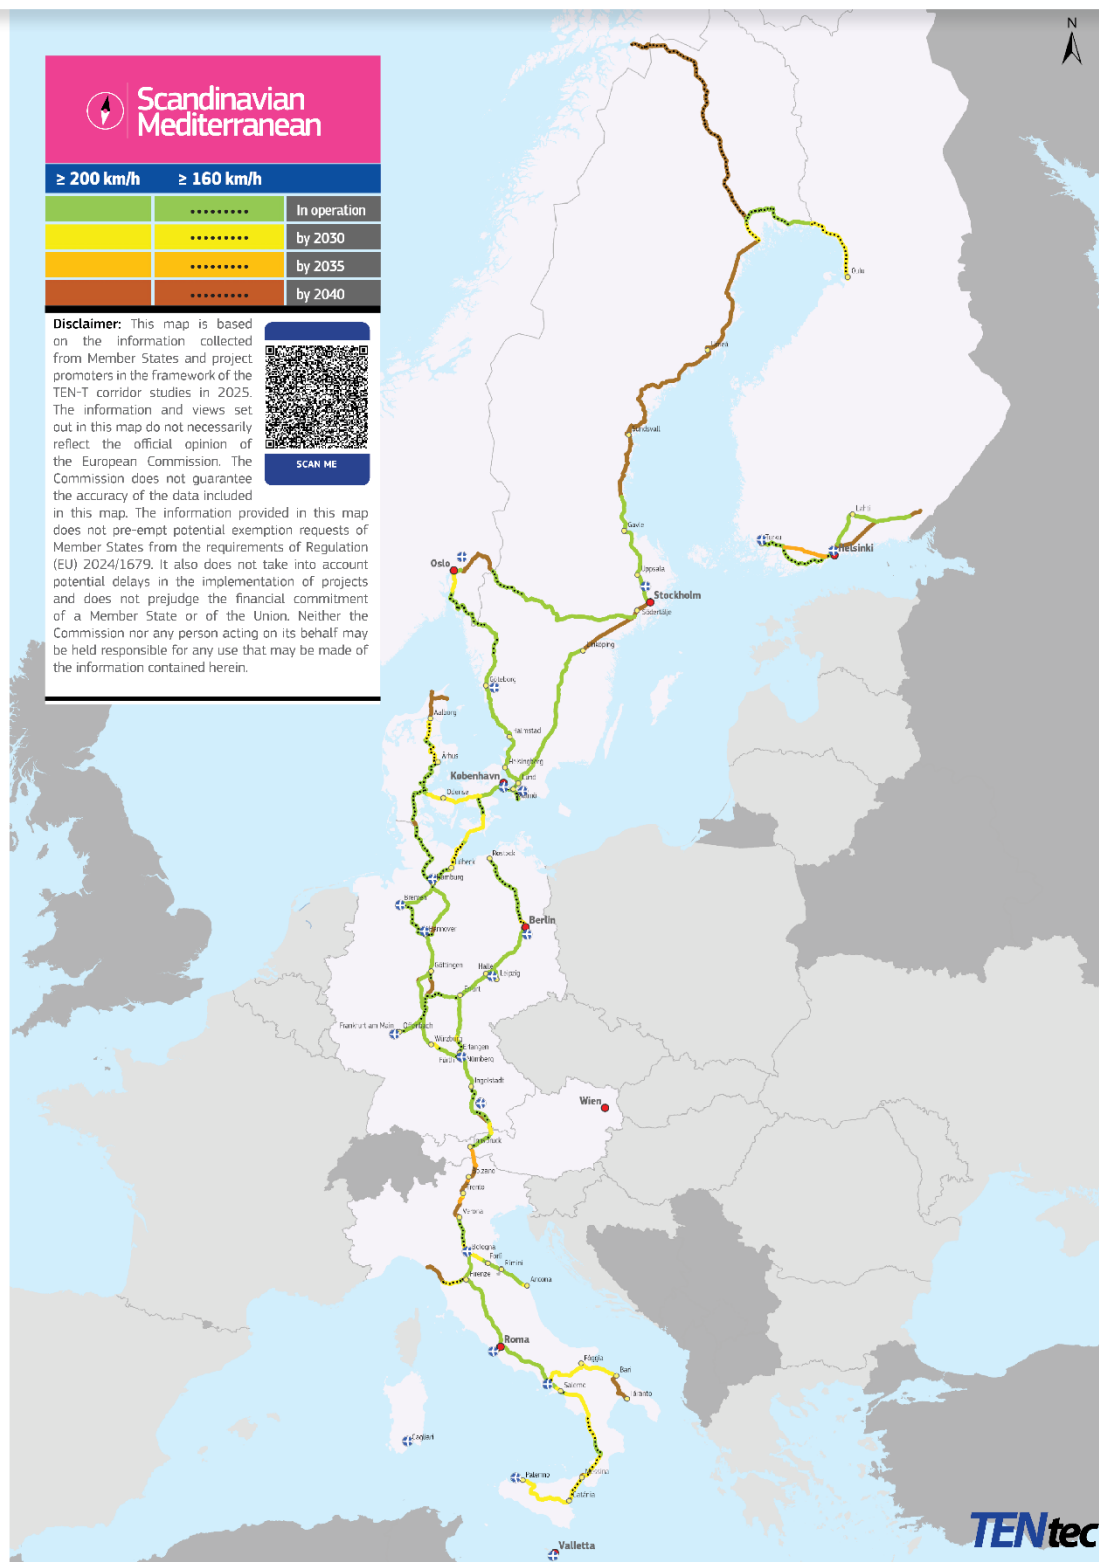 N
Scandinavian
Mediterranean
≥ 200 km/h ≥ 160 km/h
In operation
by 2030
by 2035
by 2040
Disclaimer: This map is based
on the information collected
from Member States and project
promoters in the framework of the
TEN-T corridor studies in 2025.
The information and views set
out in this map do not necessarily
reflect the official opinion of
the European Commission. The
Commission does not guarantee
the accuracy of the data included
in this map. The information provided in this map
does not pre-empt potential exemption requests of
Member States from the requirements of Regulation
(EU) 2024/1679. It also does not take into account
potential delays in the implementation of projects
and does not prejudge the financial commitment
of a Member State or of the Union. Neither the
Commission nor any person acting on its behalf may
be held responsible for any use that may be made of
the information contained herein.
SCAN ME
Oulu
Umeå
Sundsvall
Gävle
Lahti
Turku
Helsinki
Uppsala
Oslo
Stockholm
Södertälje
Linköping
Göteborg
Aalborg
Halmstad
Århus
Helsingborg
København
Lund
Malmö
Odense
Rostock
Lübeck
Hamburg
Bremen
Berlin
Hannover
Göttingen
Halle
Leipzig
Erfurt
Frankfurt am Main
Offenbach
Würzburg
Erlangen
Fürth
Nürnberg
Ingolstadt
Wien
Innsbruck
Bolzano
Trento
Verona
Bologna
Forlì
Rimini
Firenze
Ancona
Roma
Foggia
Bari
Salerno
Taranto
Cagliari
Palermo
Messina
Catania
Valletta
TENtec